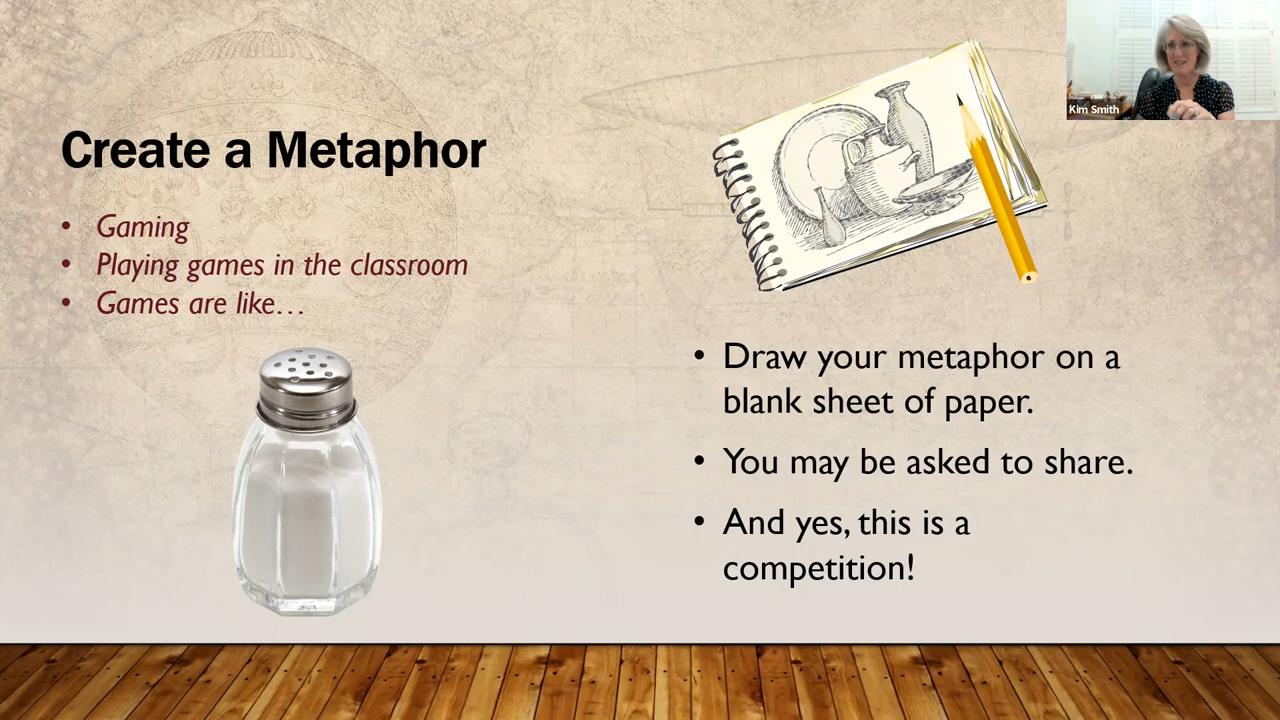 Create a Metaphor
• Gaming
• Playing games in the classroom
• Games are like…
• Draw your metaphor on a
blank sheet of paper.
• You may be asked to share.
• And yes, this is a
competition!
Kim Smith